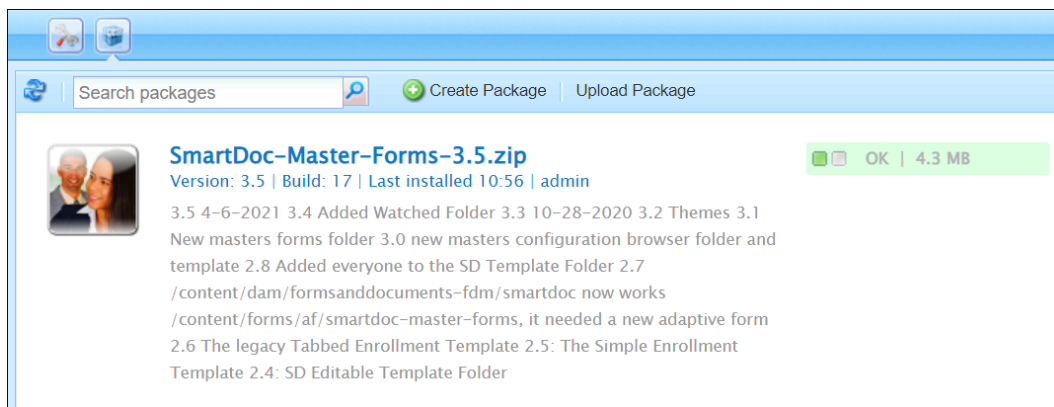 Search packages
Create Package
Upload Package
SmartDoc-Master-Forms-3.5.zip
OK | 4.3 MB
Version: 3.5 | Build: 17 | Last installed 10:56 | admin
3.5 4-6-2021 3.4 Added Watched Folder 3.3 10-28-2020 3.2 Themes 3.1
New masters forms folder 3.0 new masters configuration browser folder and
template 2.8 Added everyone to the SD Template Folder 2.7
/content/dam/formsanddocuments-fdm/smartdoc now works
/content/forms/af/smartdoc-master-forms, it needed a new adaptive form
2.6 The legacy Tabbed Enrollment Template 2.5: The Simple Enrollment
Template 2.4: SD Editable Template Folder